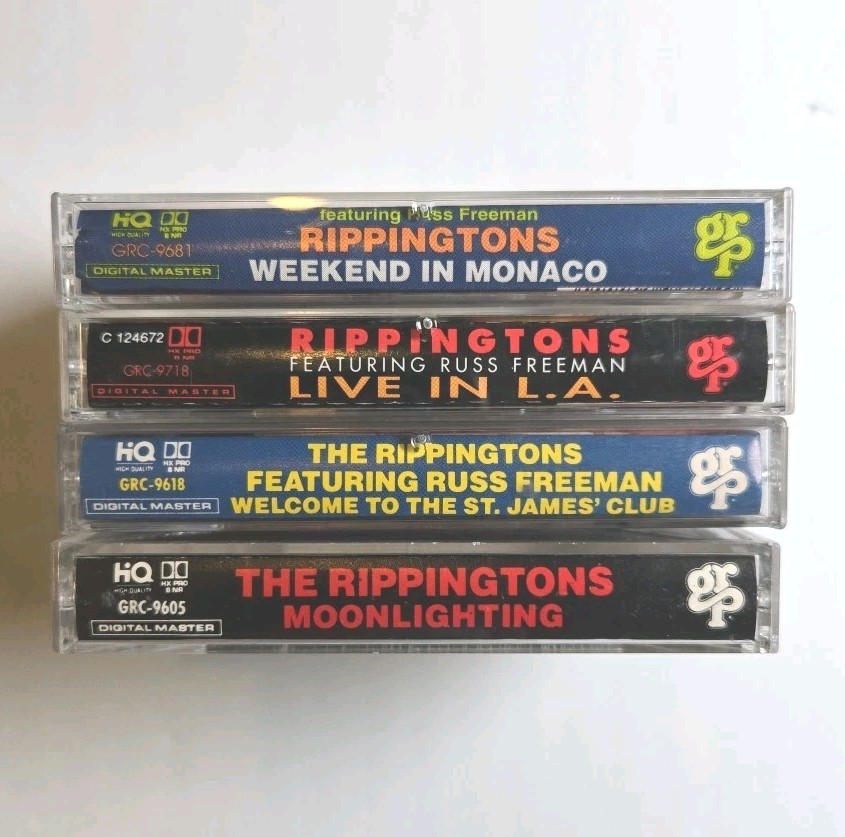 HQ HX PRO
HIGH QUALITY B NR
GRC-9681
DIGITAL MASTER
featuring Russ Freeman
RIPPINGTONS
WEEKEND IN MONACO
grp
C 124672
HX PRO
B NR
GRC-9718
DIGITAL MASTER
RIPPINGTONS
FEATURING RUSS FREEMAN
LIVE IN L.A.
grp
HQ HX PRO
HIGH QUALITY B NR
GRC-9618
DIGITAL MASTER
THE RIPPINGTONS
FEATURING RUSS FREEMAN
WELCOME TO THE ST. JAMES' CLUB
grp
HQ HX PRO
HIGH QUALITY B NR
GRC-9605
DIGITAL MASTER
THE RIPPINGTONS
MOONLIGHTING
grp